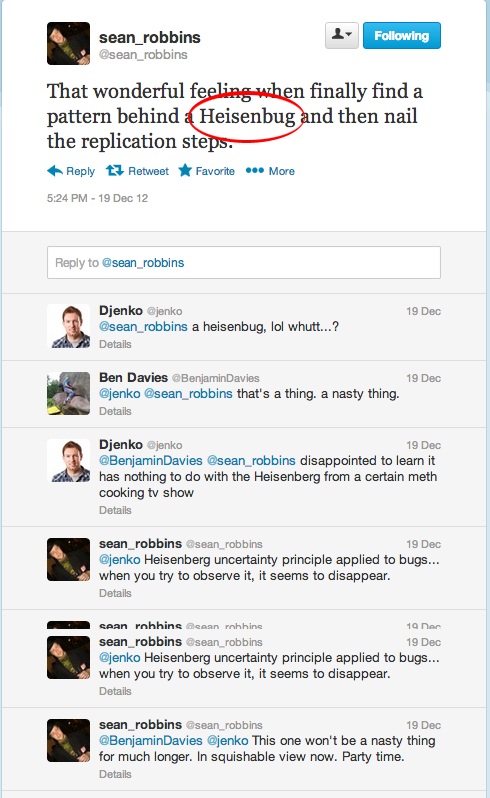 sean_robbins
@sean_robbins
Following
That wonderful feeling when finally find a
pattern behind a Heisenbug and then nail
the replication steps.
Reply Retweet Favorite More
5:24 PM - 19 Dec 12
Reply to @sean_robbins
Djenko @jenko 19 Dec
@sean_robbins a heisenbug, lol whutt...?
Details
Ben Davies @BenjaminDavies 19 Dec
@jenko @sean_robbins that's a thing. a nasty thing.
Details
Djenko @jenko 19 Dec
@BenjaminDavies @sean_robbins disappointed to learn it
has nothing to do with the Heisenberg from a certain meth
cooking tv show
Details
sean_robbins @sean_robbins 19 Dec
@jenko Heisenberg uncertainty principle applied to bugs...
when you try to observe it, it seems to disappear.
Details
sean_robbins @sean_robbins 19 Dec
sean_robbins @sean_robbins 19 Dec
@jenko Heisenberg uncertainty principle applied to bugs...
when you try to observe it, it seems to disappear.
Details
sean_robbins @sean_robbins 19 Dec
@BenjaminDavies @jenko This one won't be a nasty thing
for much longer. In squishable view now. Party time.
Details